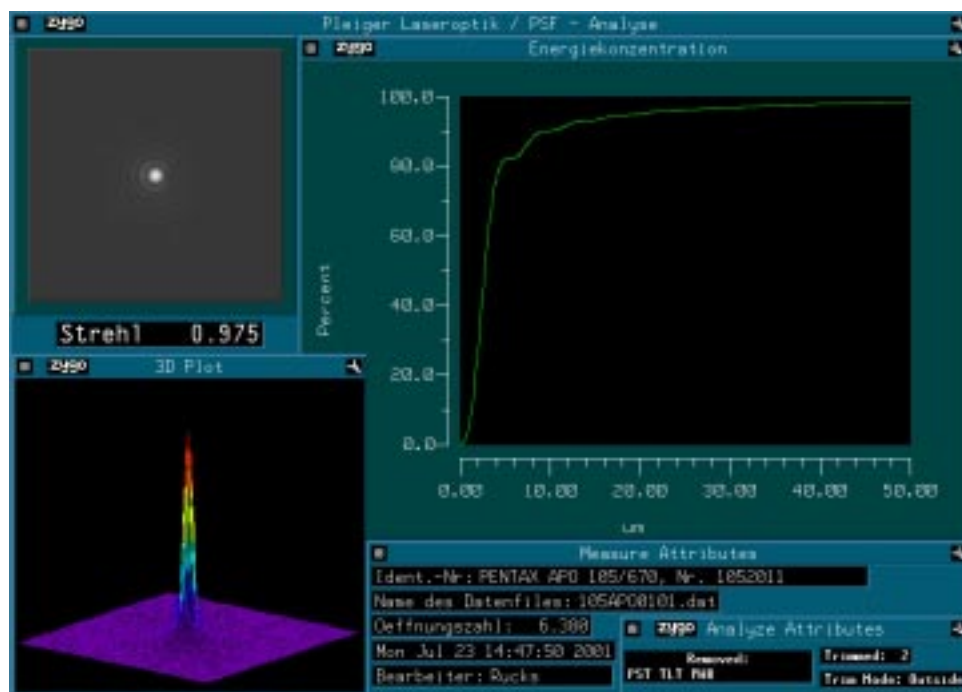 zygo Pleiger Laseroptik / PSF - Analyse
zygo Energiekonzentration
100.0
80.0
60.0
40.0
20.0
0.0
Percent
0.00 10.00 20.00 30.00 40.00 50.00
um
Strehl 0.975
zygo 3D Plot
Measure Attributes
Ident.-Nr: PENTAX APO 105/670, Nr. 1052011
Name des Datenfiles: 105APO0101.dat
Oeffnungszahl: 6.380
Mon Jul 23 14:47:50 2001
Bearbeiter: Rucks
zygo Analyze Attributes
Removed:
PST TLT PWR
Trimmed: 2
Trim Mode: Outside